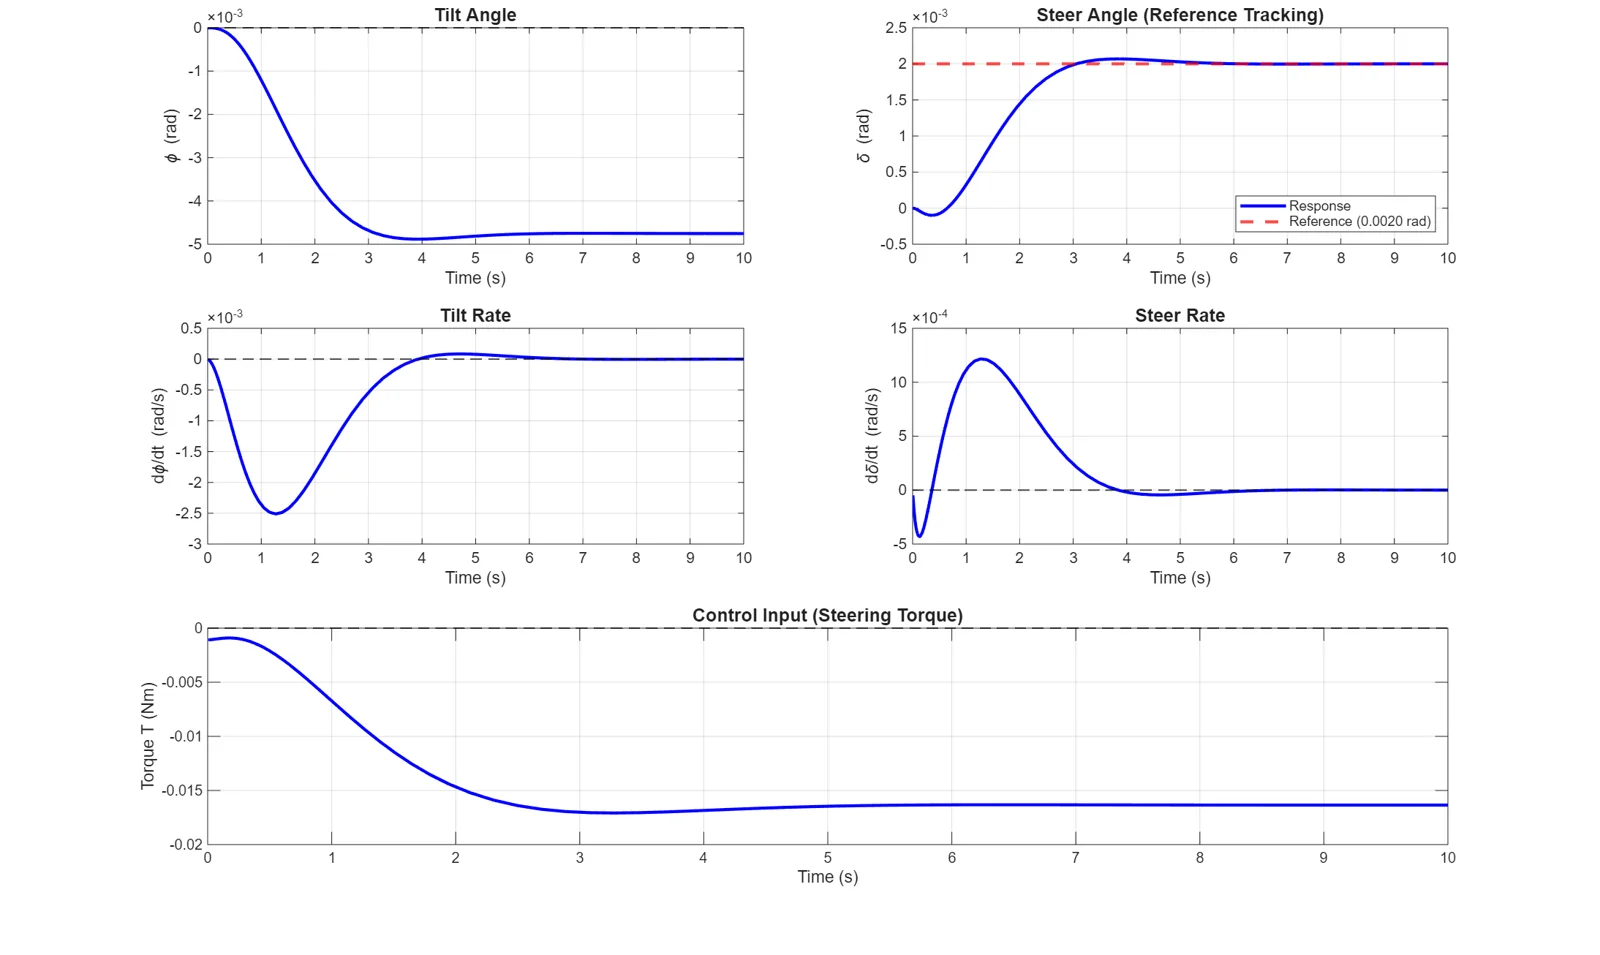 Tilt Angle
×10-3
0
-1
-2
-3
-4
-5
ϕ (rad)
0 1 2 3 4 5 6 7 8 9 10
Time (s)
Steer Angle (Reference Tracking)
×10-3
2.5
2
1.5
1
0.5
0
-0.5
δ (rad)
Response
Reference (0.0020 rad)
0 1 2 3 4 5 6 7 8 9 10
Time (s)
Tilt Rate
×10-3
0.5
0
-0.5
-1
-1.5
-2
-2.5
-3
dϕ/dt (rad/s)
0 1 2 3 4 5 6 7 8 9 10
Time (s)
Steer Rate
×10-4
15
10
5
0
-5
dδ/dt (rad/s)
0 1 2 3 4 5 6 7 8 9 10
Time (s)
Control Input (Steering Torque)
0
-0.005
-0.01
-0.015
-0.02
Torque T (Nm)
0 1 2 3 4 5 6 7 8 9 10
Time (s)